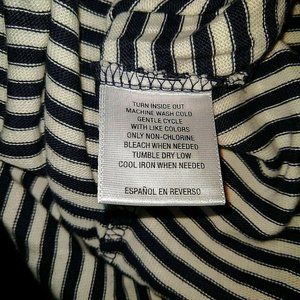 TURN INSIDE OUT
MACHINE WASH COLD
GENTLE CYCLE
WITH LIKE COLORS
ONLY NON-CHLORINE
BLEACH WHEN NEEDED
TUMBLE DRY LOW
COOL IRON WHEN NEEDED
ESPAÑOL EN REVERSO